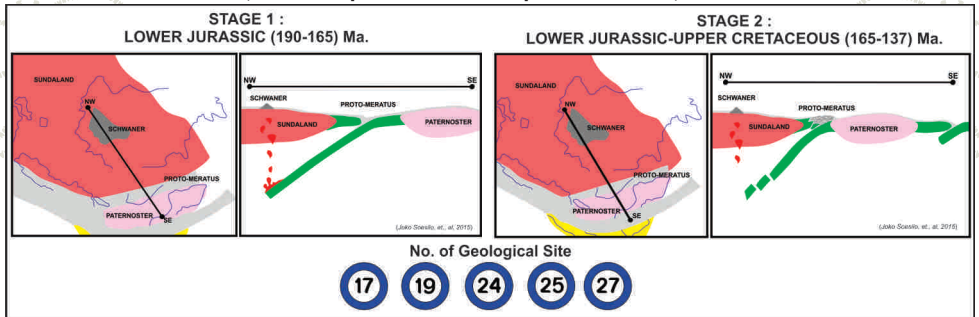 STAGE 1 :
LOWER JURASSIC (190-165) Ma.
SUNDALAND
NW
SCHWANER
PROTO-MERATUS
PATERNOSTER
SE
NW
SE
SCHWANER
PROTO-MERATUS
SUNDALAND
PATERNOSTER
(Joko Soesilo, et., al, 2015)
STAGE 2 :
LOWER JURASSIC-UPPER CRETACEOUS (165-137) Ma.
SUNDALAND
NW
SCHWANER
PROTO-MERATUS
PATERNOSTER
SE
NW
SE
SCHWANER
PROTO-MERATUS
SUNDALAND
PATERNOSTER
(Joko Soesilo, et., al, 2015)
No. of Geological Site
17 19 24 25 27